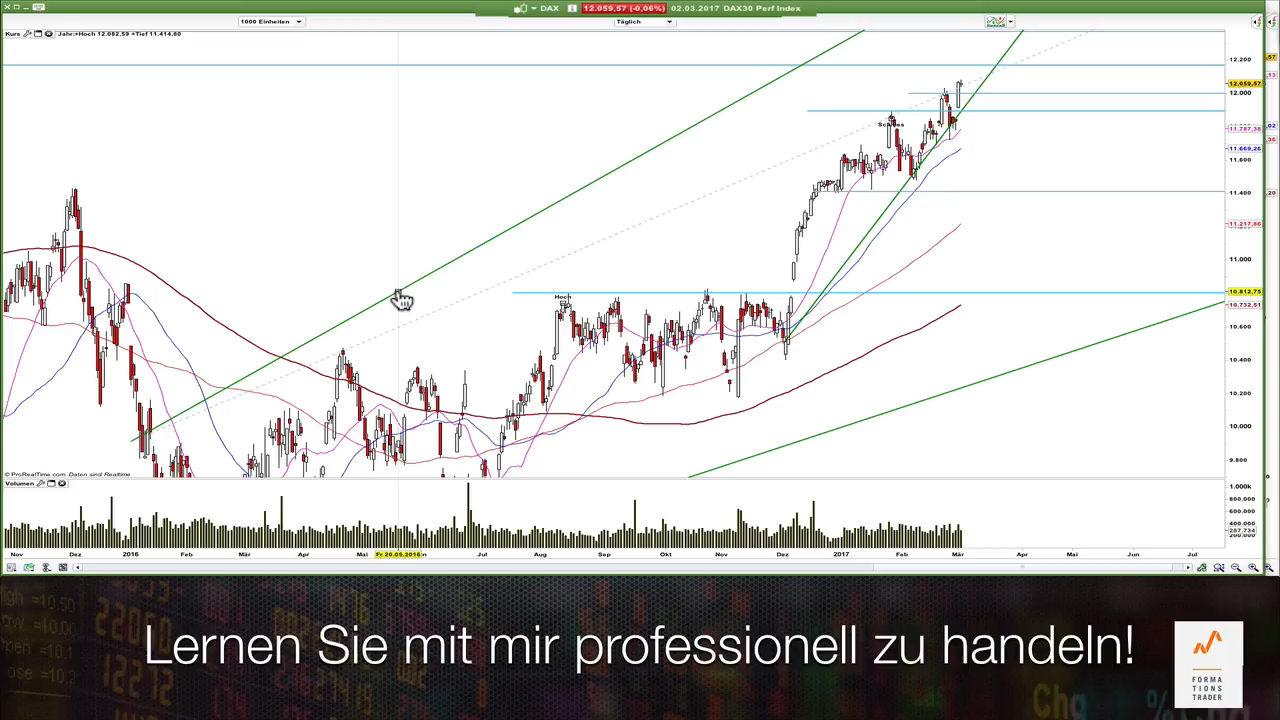 DAX 12.059,57 (-0,06%) 02.03.2017 DAX30 Perf Index
1000 Einheiten Täglich
Kurs Jahr:+Hoch 12.082,59 +Tief 11.414,80
12.200
12.059,57
12.000
11.787,38
11.669,26
11.600
11.400
11.217,86
11.000
10.812,75
10.732,51
10.600
10.400
10.200
10.000
9.800
Schluss
Hoch
© ProRealTime.com Daten sind Realtime
Volumen
1.000k
800.000
600.000
400.000
287.734
200.000
Nov Dez 2016 Feb Mär Apr Mai Fr 20.05.2016 Jul Aug Sep Okt Nov Dez 2017 Feb Mär Apr Mai Jun Jul
Lernen Sie mit mir professionell zu handeln!
FORMA
TIONS
TRADER